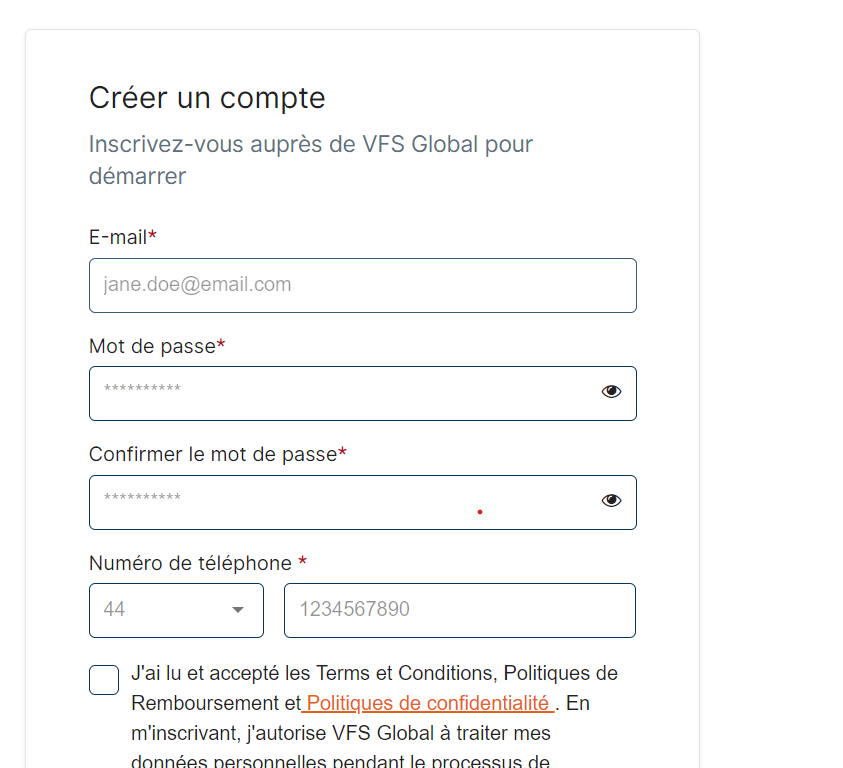 Créer un compte
Inscrivez-vous auprès de VFS Global pour
démarrer
E-mail*
jane.doe@email.com
Mot de passe*
**********
Confirmer le mot de passe*
**********
Numéro de téléphone *
44 1234567890
J'ai lu et accepté les Terms et Conditions, Politiques de
Remboursement et Politiques de confidentialité . En
m'inscrivant, j'autorise VFS Global à traiter mes
données personnelles pendant le processus de